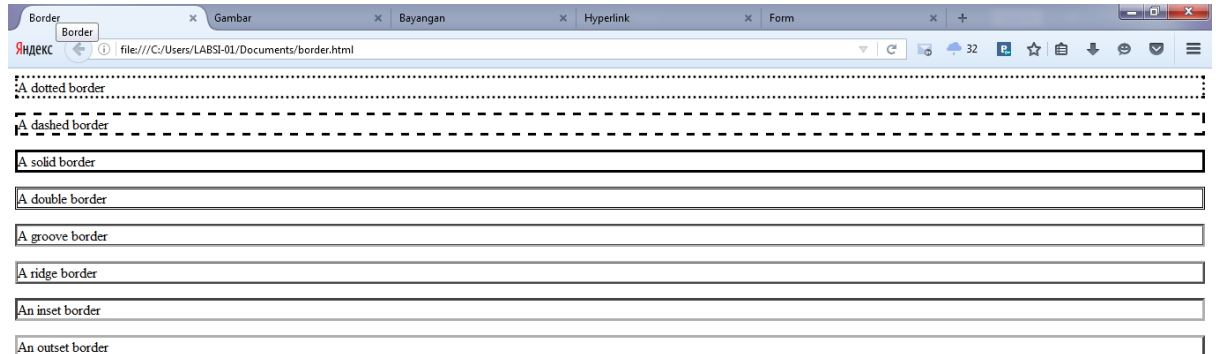 Border Gambar Bayangan Hyperlink Form
Border
Яндекс file:///C:/Users/LABSI-01/Documents/border.html 32
A dotted border
A dashed border
A solid border
A double border
A groove border
A ridge border
An inset border
An outset border